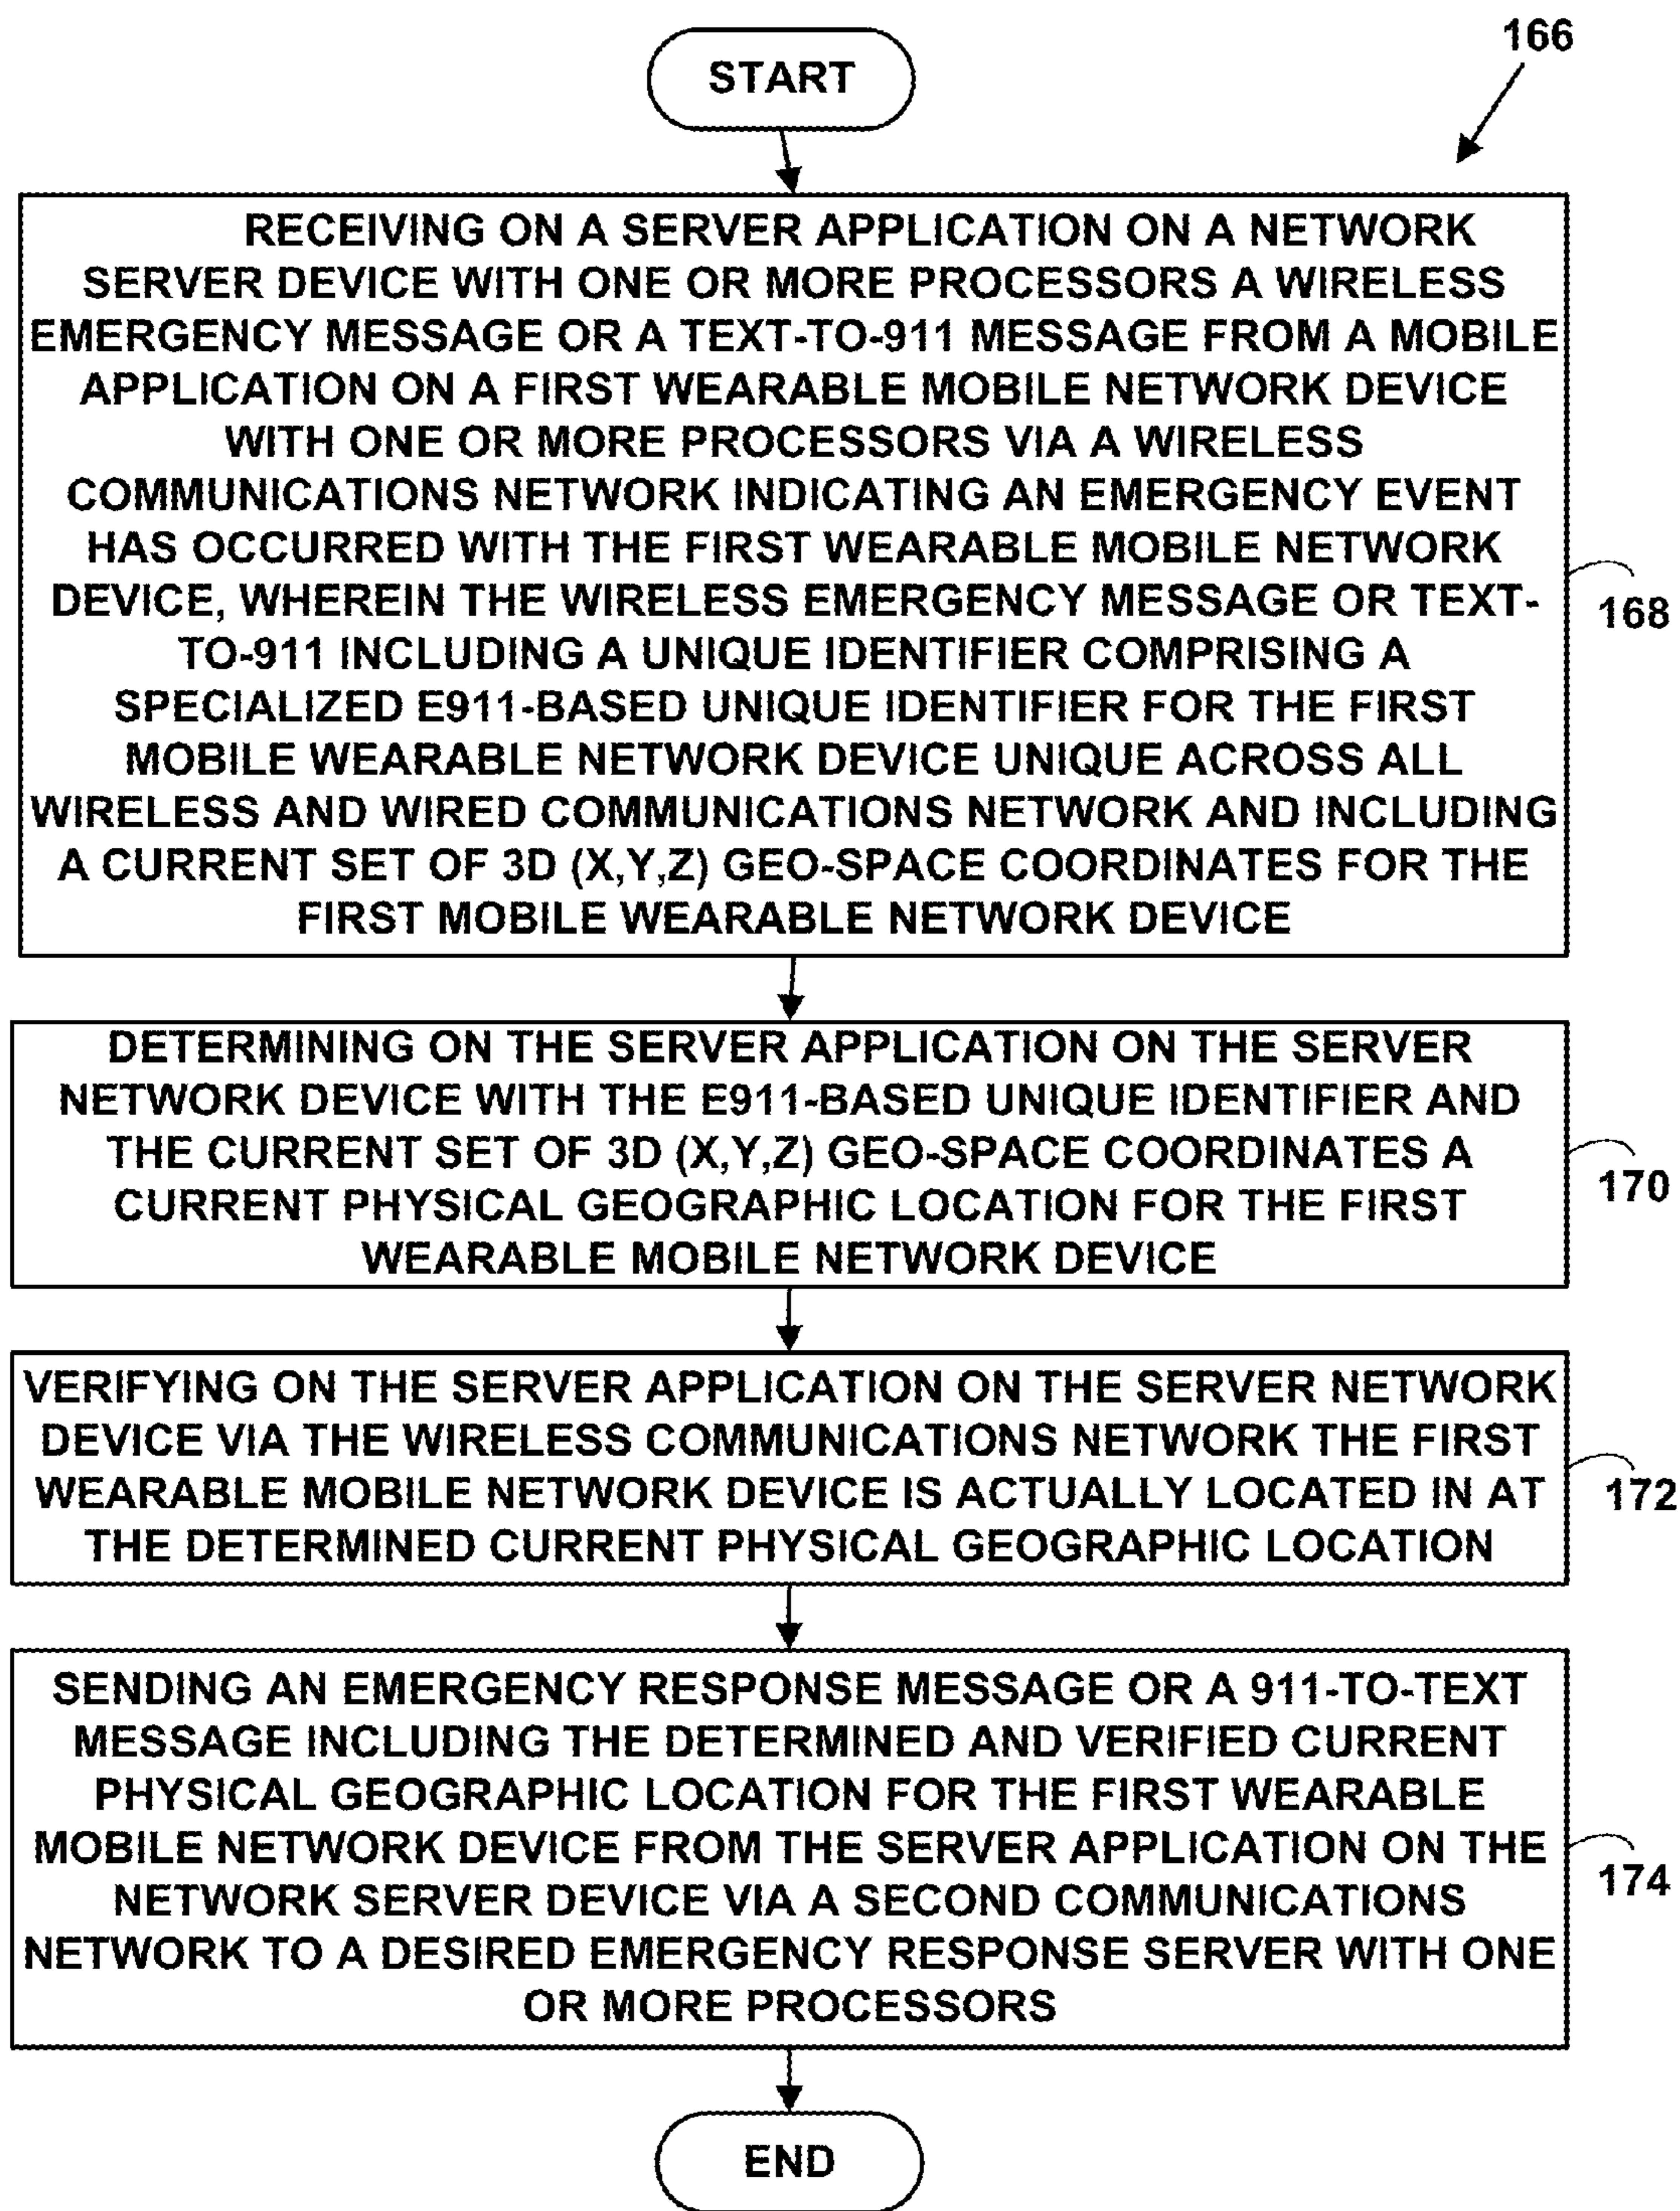 166
START
RECEIVING ON A SERVER APPLICATION ON A NETWORK
SERVER DEVICE WITH ONE OR MORE PROCESSORS A WIRELESS
EMERGENCY MESSAGE OR A TEXT-TO-911 MESSAGE FROM A MOBILE
APPLICATION ON A FIRST WEARABLE MOBILE NETWORK DEVICE
WITH ONE OR MORE PROCESSORS VIA A WIRELESS
COMMUNICATIONS NETWORK INDICATING AN EMERGENCY EVENT
HAS OCCURRED WITH THE FIRST WEARABLE MOBILE NETWORK
DEVICE, WHEREIN THE WIRELESS EMERGENCY MESSAGE OR TEXT-
TO-911 INCLUDING A UNIQUE IDENTIFIER COMPRISING A
SPECIALIZED E911-BASED UNIQUE IDENTIFIER FOR THE FIRST
MOBILE WEARABLE NETWORK DEVICE UNIQUE ACROSS ALL
WIRELESS AND WIRED COMMUNICATIONS NETWORK AND INCLUDING
A CURRENT SET OF 3D (X,Y,Z) GEO-SPACE COORDINATES FOR THE
FIRST MOBILE WEARABLE NETWORK DEVICE
168
DETERMINING ON THE SERVER APPLICATION ON THE SERVER
NETWORK DEVICE WITH THE E911-BASED UNIQUE IDENTIFIER AND
THE CURRENT SET OF 3D (X,Y,Z) GEO-SPACE COORDINATES A
CURRENT PHYSICAL GEOGRAPHIC LOCATION FOR THE FIRST
WEARABLE MOBILE NETWORK DEVICE
170
VERIFYING ON THE SERVER APPLICATION ON THE SERVER NETWORK
DEVICE VIA THE WIRELESS COMMUNICATIONS NETWORK THE FIRST
WEARABLE MOBILE NETWORK DEVICE IS ACTUALLY LOCATED IN AT
THE DETERMINED CURRENT PHYSICAL GEOGRAPHIC LOCATION
172
SENDING AN EMERGENCY RESPONSE MESSAGE OR A 911-TO-TEXT
MESSAGE INCLUDING THE DETERMINED AND VERIFIED CURRENT
PHYSICAL GEOGRAPHIC LOCATION FOR THE FIRST WEARABLE
MOBILE NETWORK DEVICE FROM THE SERVER APPLICATION ON THE
NETWORK SERVER DEVICE VIA A SECOND COMMUNICATIONS
NETWORK TO A DESIRED EMERGENCY RESPONSE SERVER WITH ONE
OR MORE PROCESSORS
174
END